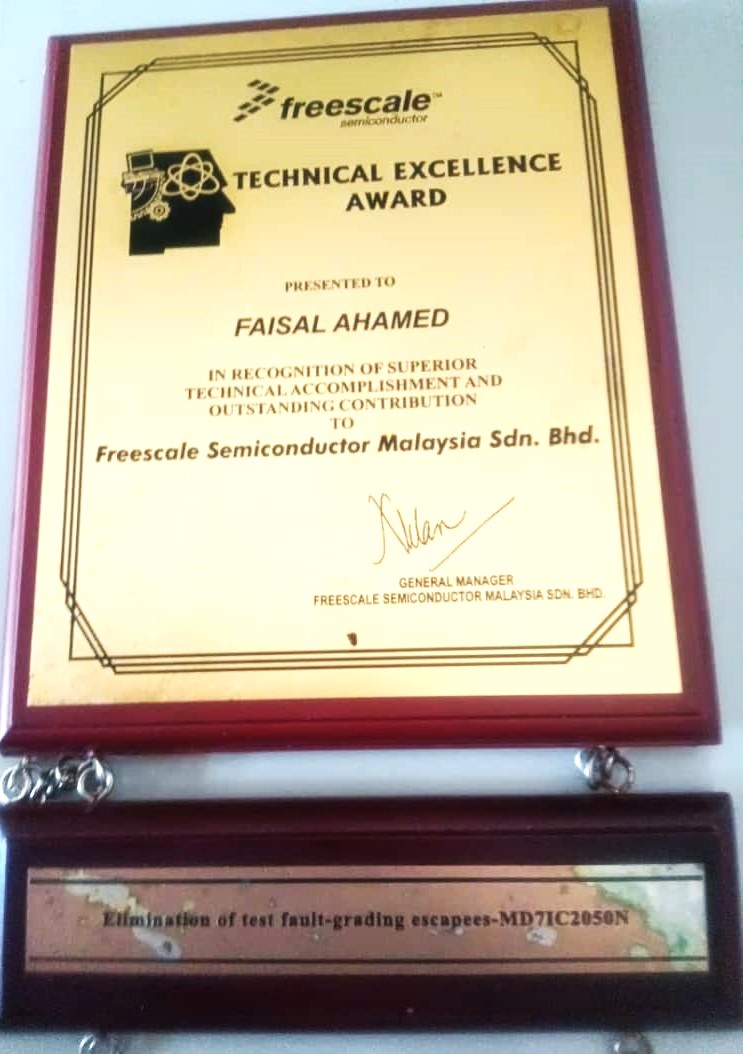 freescale™
semiconductor
TECHNICAL EXCELLENCE
AWARD
PRESENTED TO
FAISAL AHAMED
IN RECOGNITION OF SUPERIOR
TECHNICAL ACCOMPLISHMENT AND
OUTSTANDING CONTRIBUTION
TO
Freescale Semiconductor Malaysia Sdn. Bhd.
GENERAL MANAGER
FREESCALE SEMICONDUCTOR MALAYSIA SDN. BHD.
Elimination of test fault-grading escapees-MD7IC2050N